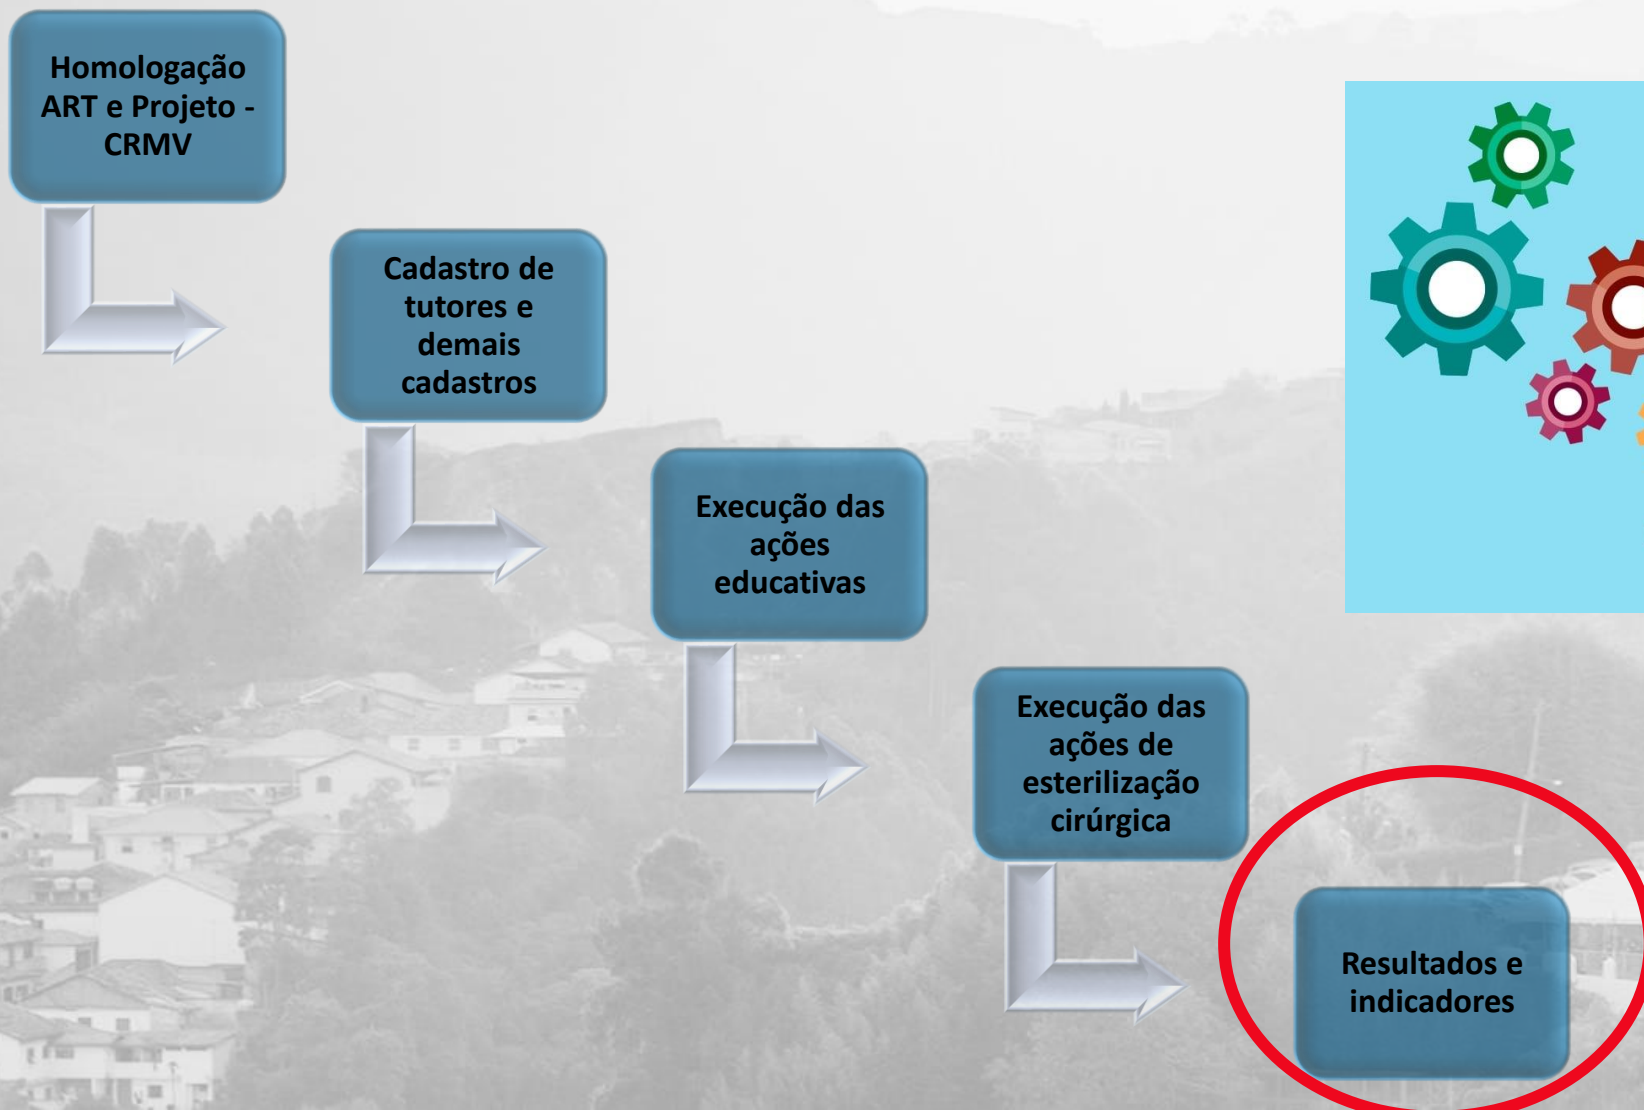 Homologação
ART e Projeto -
CRMV
Cadastro de
tutores e
demais
cadastros
Execução das
ações
educativas
Execução das
ações de
esterilização
cirúrgica
Resultados e
indicadores